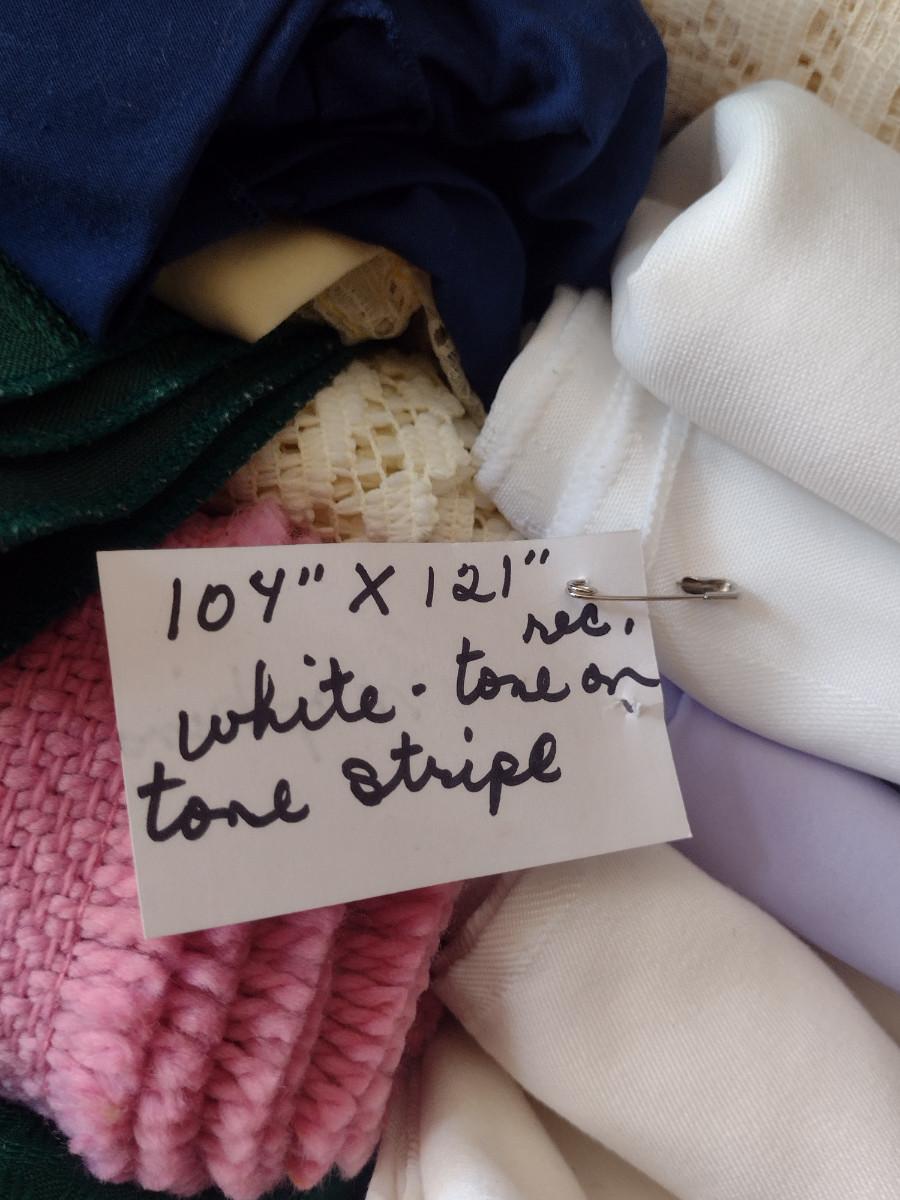 104" X 121"
rec.
white - tone on
tone stripe